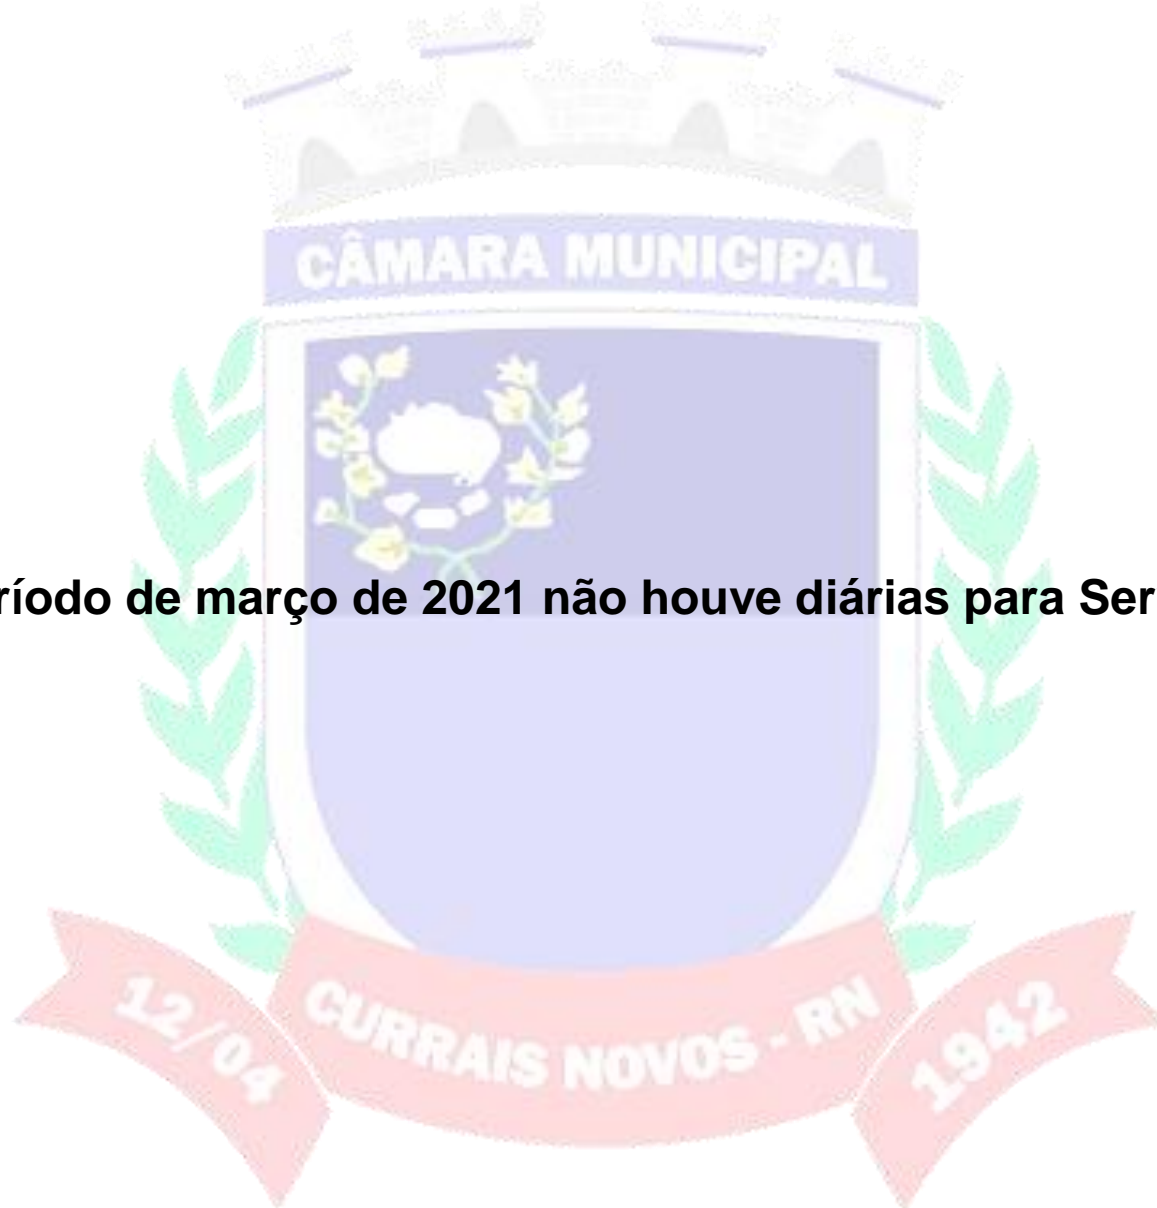 CÂMARA MUNICIPAL
ríodo de março de 2021 não houve diárias para Ser
12/04
CURRAIS NOVOS - RN
1942